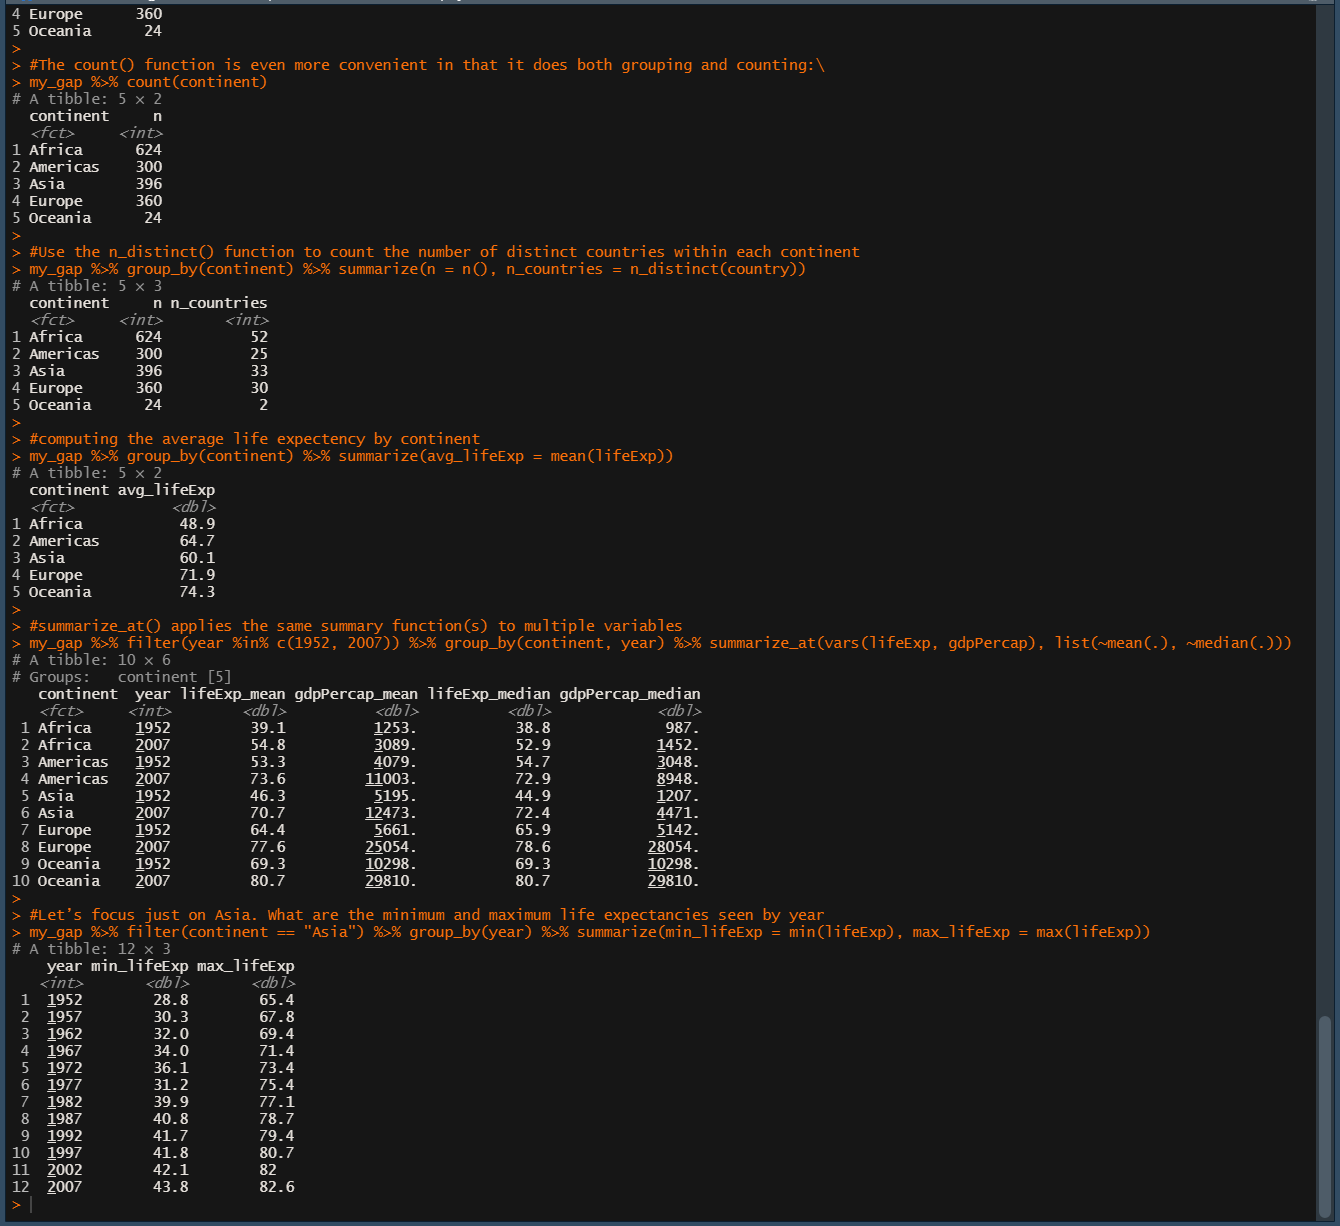 4 Europe      360
5 Oceania      24
>
> #The count() function is even more convenient in that it does both grouping and counting:\
> my_gap %>% count(continent)
# A tibble: 5 × 2
  continent     n
  <fct>     <int>
1 Africa      624
2 Americas    300
3 Asia        396
4 Europe      360
5 Oceania      24
>
> #Use the n_distinct() function to count the number of distinct countries within each continent
> my_gap %>% group_by(continent) %>% summarize(n = n(), n_countries = n_distinct(country))
# A tibble: 5 × 3
  continent     n n_countries
  <fct>     <int>       <int>
1 Africa      624          52
2 Americas    300          25
3 Asia        396          33
4 Europe      360          30
5 Oceania      24           2
>
> #computing the average life expectency by continent
> my_gap %>% group_by(continent) %>% summarize(avg_lifeExp = mean(lifeExp))
# A tibble: 5 × 2
  continent avg_lifeExp
  <fct>           <dbl>
1 Africa           48.9
2 Americas         64.7
3 Asia             60.1
4 Europe           71.9
5 Oceania          74.3
>
> #summarize_at() applies the same summary function(s) to multiple variables
> my_gap %>% filter(year %in% c(1952, 2007)) %>% group_by(continent, year) %>% summarize_at(vars(lifeExp, gdpPercap), list(~mean(.), ~median(.)))
# A tibble: 10 × 6
# Groups:   continent [5]
   continent  year lifeExp_mean gdpPercap_mean lifeExp_median gdpPercap_median
   <fct>     <int>        <dbl>          <dbl>          <dbl>            <dbl>
 1 Africa     1952         39.1          1253.           38.8             987.
 2 Africa     2007         54.8          3089.           52.9            1452.
 3 Americas   1952         53.3          4079.           54.7            3048.
 4 Americas   2007         73.6         11003.           72.9            8948.
 5 Asia       1952         46.3          5195.           44.9            1207.
 6 Asia       2007         70.7         12473.           72.4            4471.
 7 Europe     1952         64.4          5661.           65.9            5142.
 8 Europe     2007         77.6         25054.           78.6           28054.
 9 Oceania    1952         69.3         10298.           69.3           10298.
10 Oceania    2007         80.7         29810.           80.7           29810.
>
> #Let's focus just on Asia. What are the minimum and maximum life expectancies seen by year
> my_gap %>% filter(continent == "Asia") %>% group_by(year) %>% summarize(min_lifeExp = min(lifeExp), max_lifeExp = max(lifeExp))
# A tibble: 12 × 3
    year min_lifeExp max_lifeExp
   <int>       <dbl>       <dbl>
 1  1952        28.8        65.4
 2  1957        30.3        67.8
 3  1962        32.0        69.4
 4  1967        34.0        71.4
 5  1972        36.1        73.4
 6  1977        31.2        75.4
 7  1982        39.9        77.1
 8  1987        40.8        78.7
 9  1992        41.7        79.4
10  1997        41.8        80.7
11  2002        42.1        82
12  2007        43.8        82.6
>